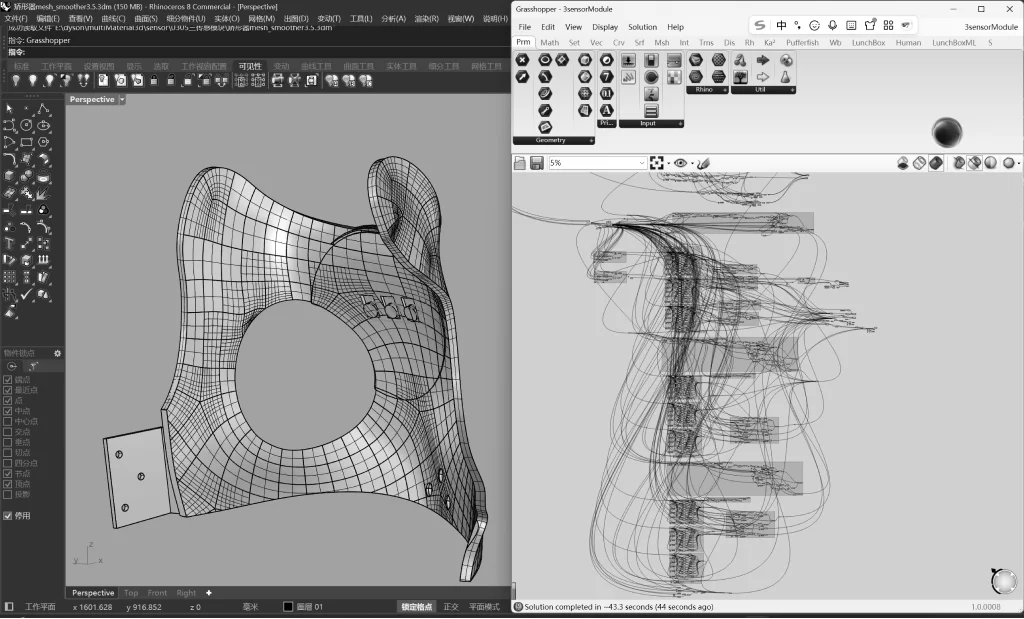 矫形器mesh_smoother3.5.3dm (150 MB) - Rhinoceros 8 Commercial - [Perspective]
文件(F) 编辑(E) 查看(V) 曲线(C) 曲面(S) 细分物件(U) 实体(O) 网格(M) 出图(D) 变动(T) 工具(L) 分析(A) 渲染(R) 视窗(W) 说明(H)
指令: Grasshopper
指令:
标准 工作平面 设置视图 显示 选取 工作视窗配置 可见性 变动 曲线工具 曲面工具 实体工具 细分工具 网格工具
Perspective
物件锁点
端点
最近点
点
中点
中心点
交点
垂点
切点
四分点
节点
顶点
投影
停用
z
y x
Perspective Top Front Right
工作平面 x 1601.628 y 916.852 z 0 毫米 图层 01 锁定格点 正交 平面模式
Grasshopper - 3sensorModule
File Edit View Display Solution Help
中
3sensorModule
Prm Math Set Vec Crv Srf Msh Int Trns Dis Rh Ka² Pufferfish Wb LunchBox Human LunchBoxML S
Geometry
Pri...
Input
Rhino
Util
5%
Solution completed in ~43.3 seconds (44 seconds ago)
1.0.0008